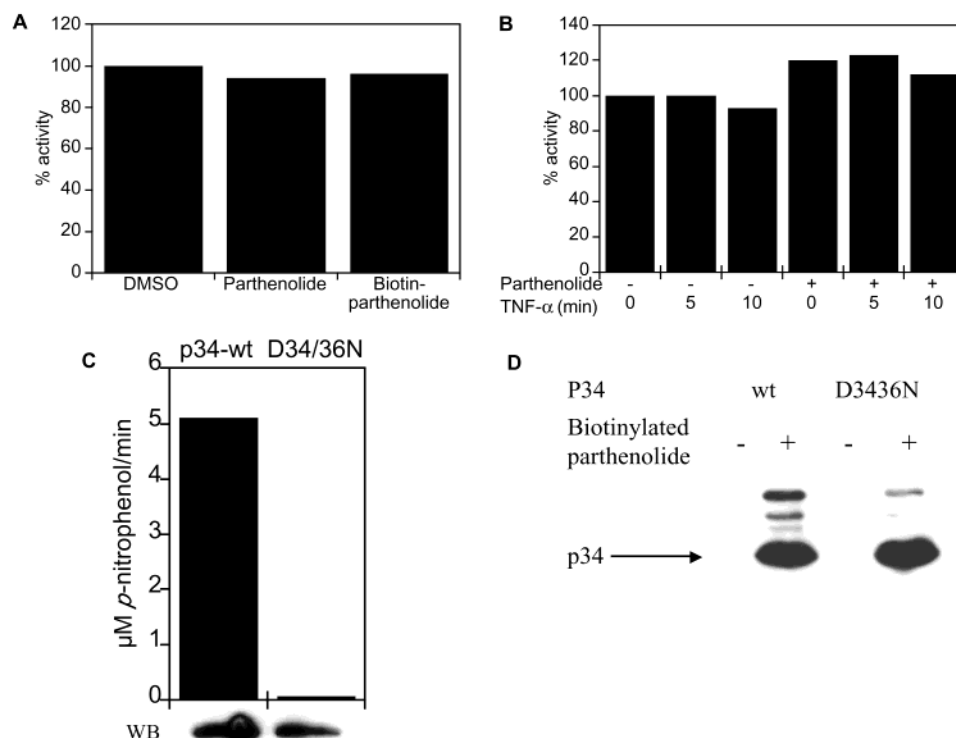 A
120
100
80
60
40
20
0
% activity
DMSO
Parthenolide
Biotin-
parthenolide
B
140
120
100
80
60
40
20
0
% activity
Parthenolide - - - + + +
TNF-α (min) 0 5 10 0 5 10
C
p34-wt D34/36N
6
5
4
3
2
1
0
µM p-nitrophenol/min
WB
D
P34 wt D3436N
Biotinylated
parthenolide - + - +
p34